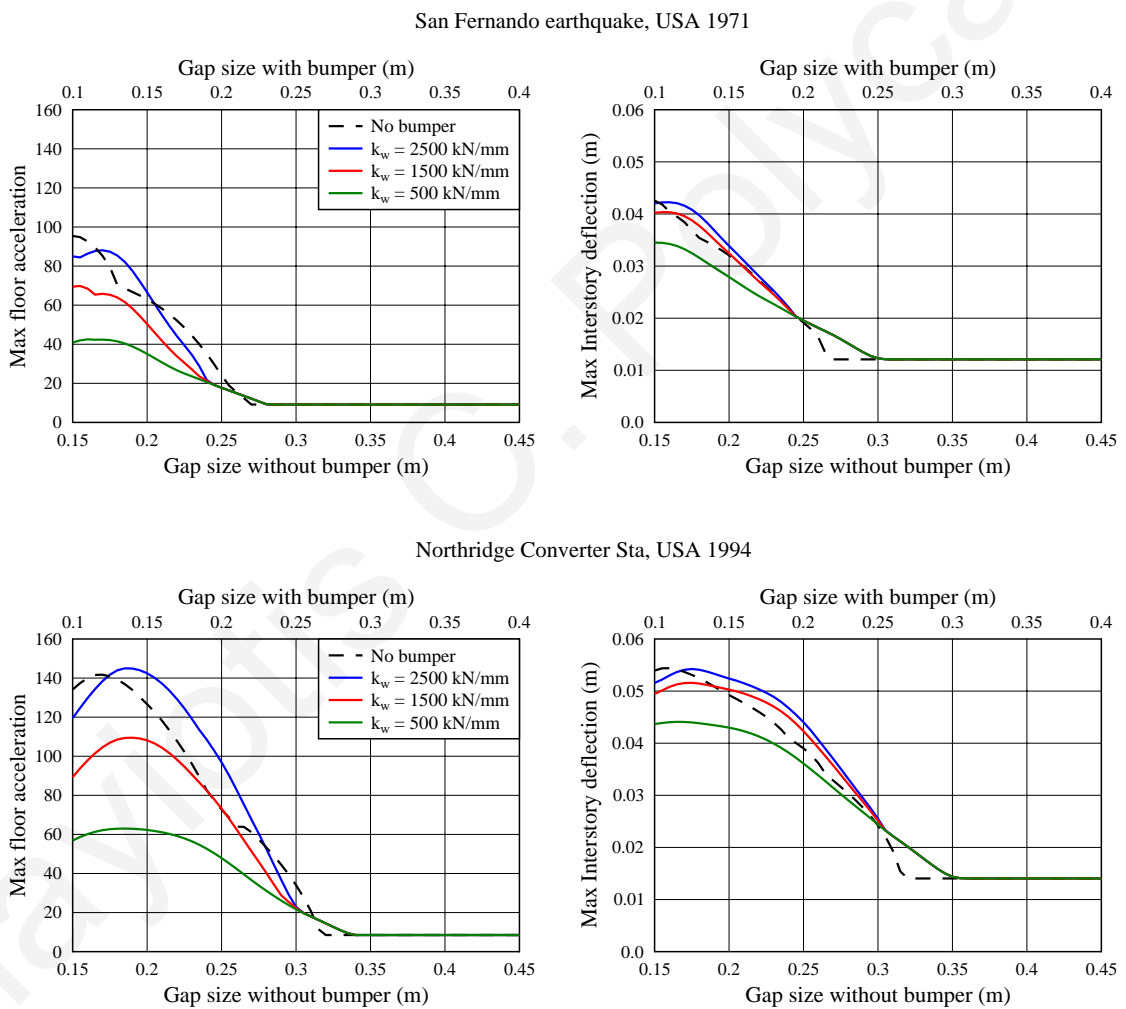 San Fernando earthquake, USA 1971
Gap size with bumper (m)
0.1 0.15 0.2 0.25 0.3 0.35 0.4
160
140
120
100
80
60
40
20
0
Max floor acceleration
No bumper
kw = 2500 kN/mm
kw = 1500 kN/mm
kw = 500 kN/mm
0.15 0.2 0.25 0.3 0.35 0.4 0.45
Gap size without bumper (m)
Gap size with bumper (m)
0.1 0.15 0.2 0.25 0.3 0.35 0.4
0.06
0.05
0.04
0.03
0.02
0.01
0.0
Max Interstory deflection (m)
0.15 0.2 0.25 0.3 0.35 0.4 0.45
Gap size without bumper (m)
Northridge Converter Sta, USA 1994
Gap size with bumper (m)
0.1 0.15 0.2 0.25 0.3 0.35 0.4
160
140
120
100
80
60
40
20
0
Max floor acceleration
No bumper
kw = 2500 kN/mm
kw = 1500 kN/mm
kw = 500 kN/mm
0.15 0.2 0.25 0.3 0.35 0.4 0.45
Gap size without bumper (m)
Gap size with bumper (m)
0.1 0.15 0.2 0.25 0.3 0.35 0.4
0.06
0.05
0.04
0.03
0.02
0.01
0.0
Max Interstory deflection (m)
0.15 0.2 0.25 0.3 0.35 0.4 0.45
Gap size without bumper (m)